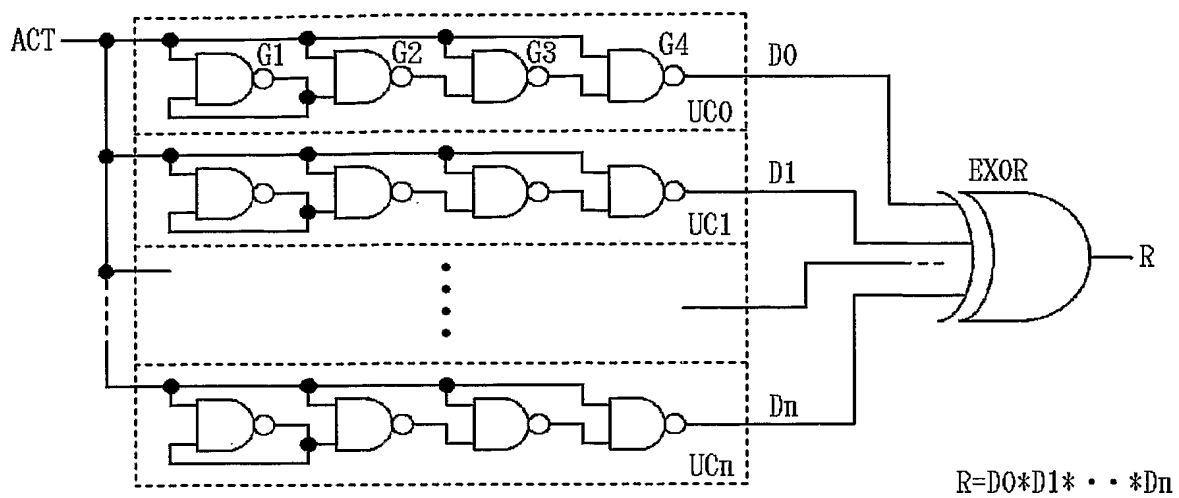 ACT
G1 G2 G3 G4
D0
UC0
D1
EXOR
UC1
R
Dn
UCn
R=D0*D1*・・*Dn